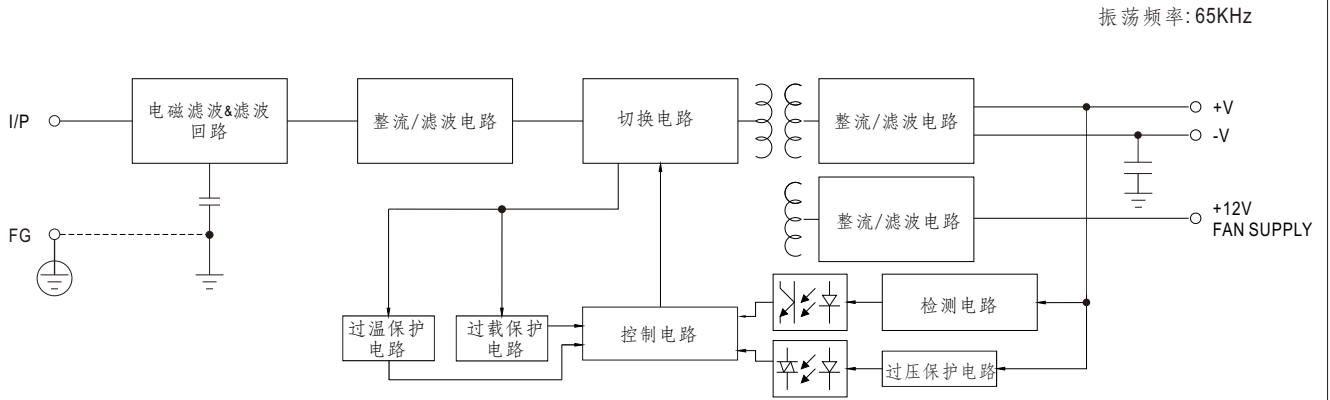 振荡频率: 65KHz
电磁滤波&滤波
回路
整流/滤波电路
切换电路
整流/滤波电路
I/P
+V
-V
整流/滤波电路
+12V
FAN SUPPLY
FG
检测电路
过温保护
电路
过载保护
电路
控制电路
过压保护电路